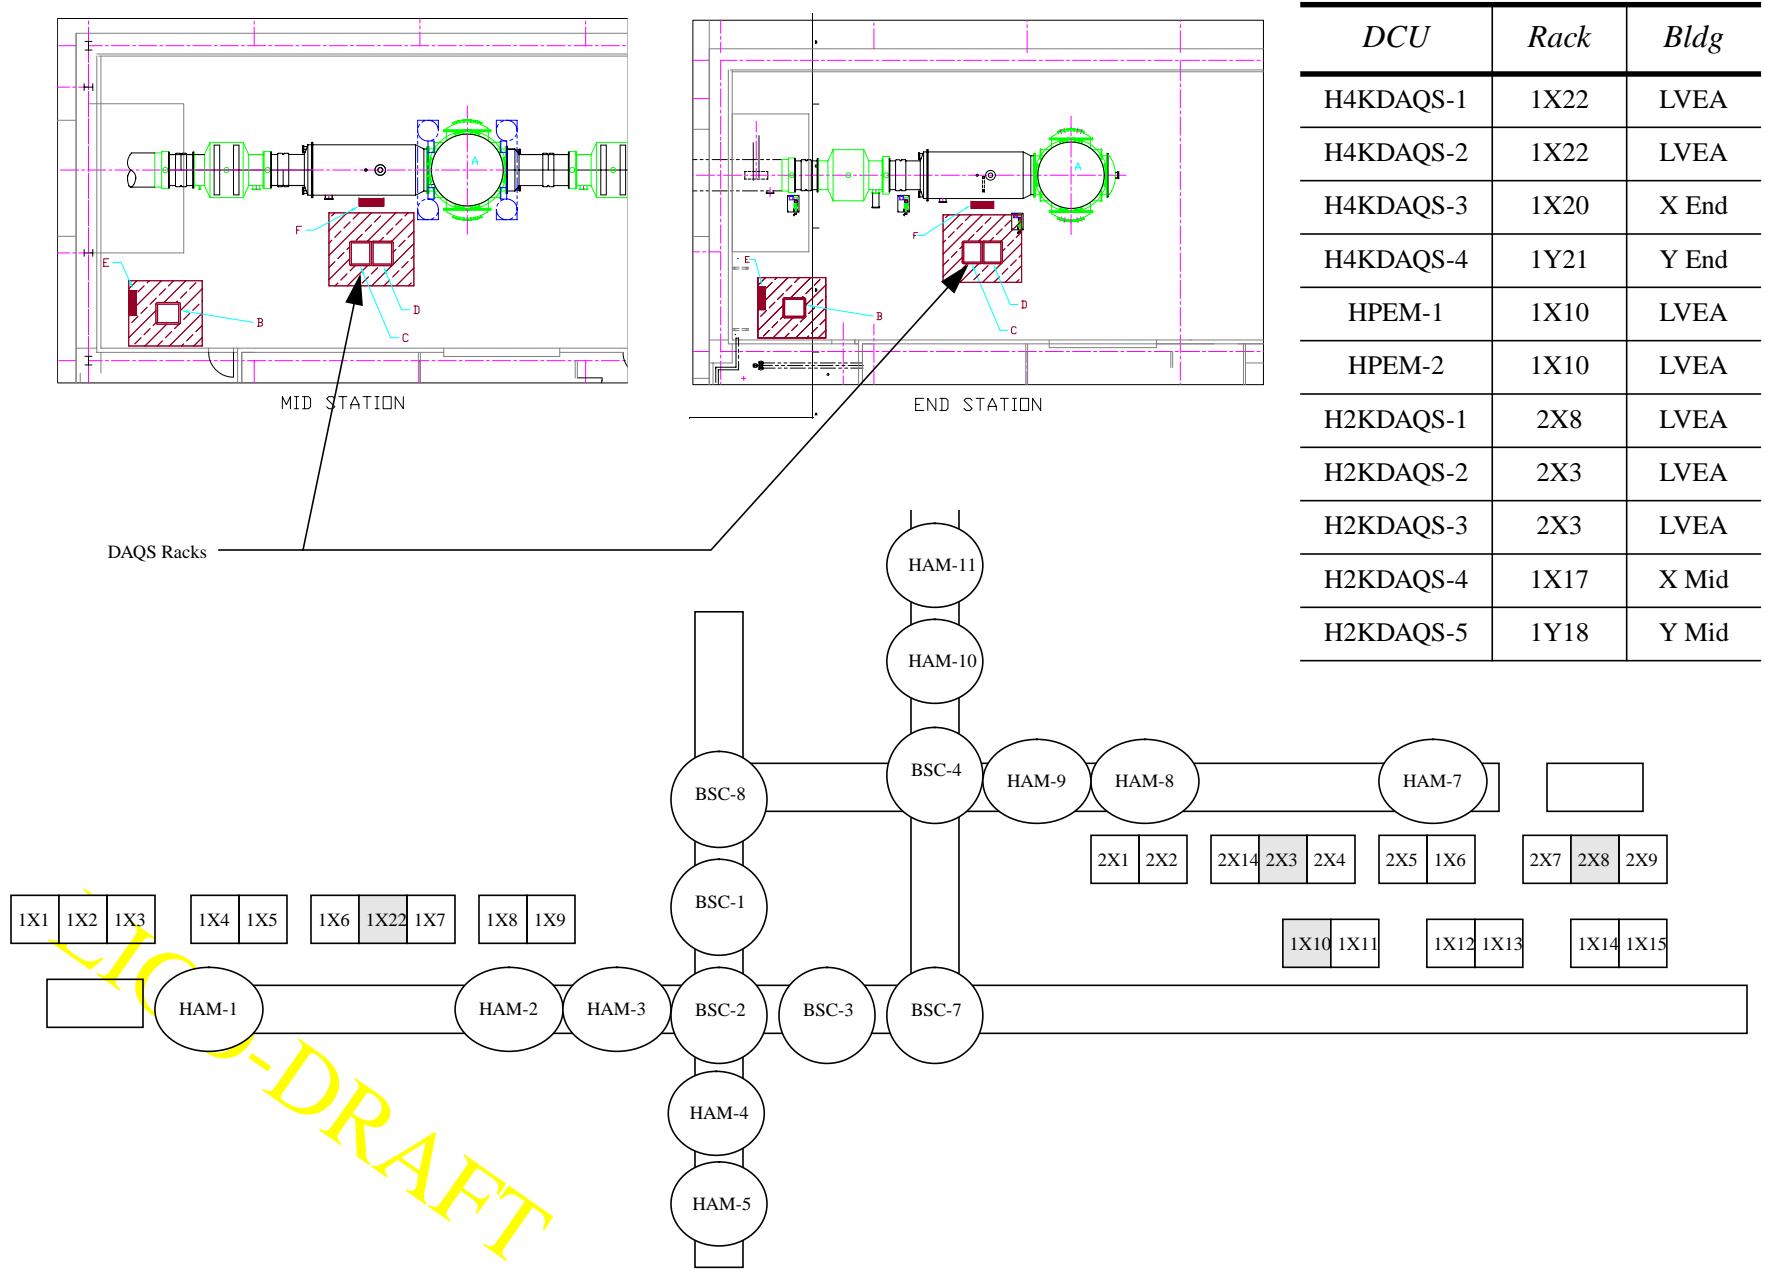 DCU Rack Bldg
H4KDAQS-1 1X22 LVEA
H4KDAQS-2 1X22 LVEA
H4KDAQS-3 1X20 X End
H4KDAQS-4 1Y21 Y End
HPEM-1 1X10 LVEA
HPEM-2 1X10 LVEA
H2KDAQS-1 2X8 LVEA
H2KDAQS-2 2X3 LVEA
H2KDAQS-3 2X3 LVEA
H2KDAQS-4 1X17 X Mid
H2KDAQS-5 1Y18 Y Mid
A
F
E
D
B
C
MID STATION
A
F
E
D
B
C
END STATION
DAQS Racks
HAM-11
HAM-10
BSC-4 HAM-9 HAM-8 HAM-7
BSC-8
2X1 2X2 2X14 2X3 2X4 2X5 1X6 2X7 2X8 2X9
BSC-1
1X1 1X2 1X3 1X4 1X5 1X6 1X22 1X7 1X8 1X9
1X10 1X11 1X12 1X13 1X14 1X15
HAM-1 HAM-2 HAM-3 BSC-2 BSC-3 BSC-7
HAM-4
HAM-5
LIGO-DRAFT